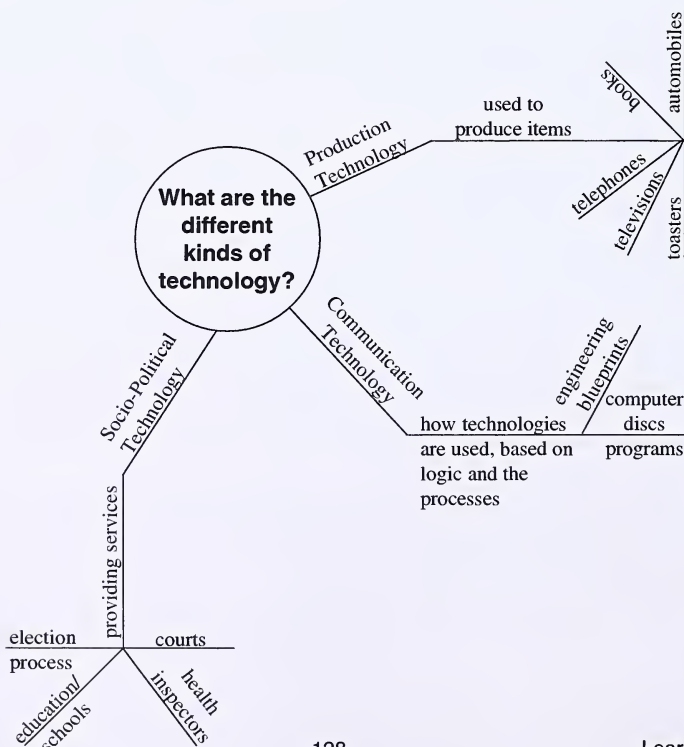 What are the
different
kinds of
technology?
Production
Technology
used to
produce items
books
automobiles
telephones
televisions
toasters
Communication
Technology
how technologies
are used, based on
logic and the
processes
engineering
blueprints
computer
discs
programs
Socio-Political
Technology
providing services
election
process
courts
education/
schools
health
inspectors